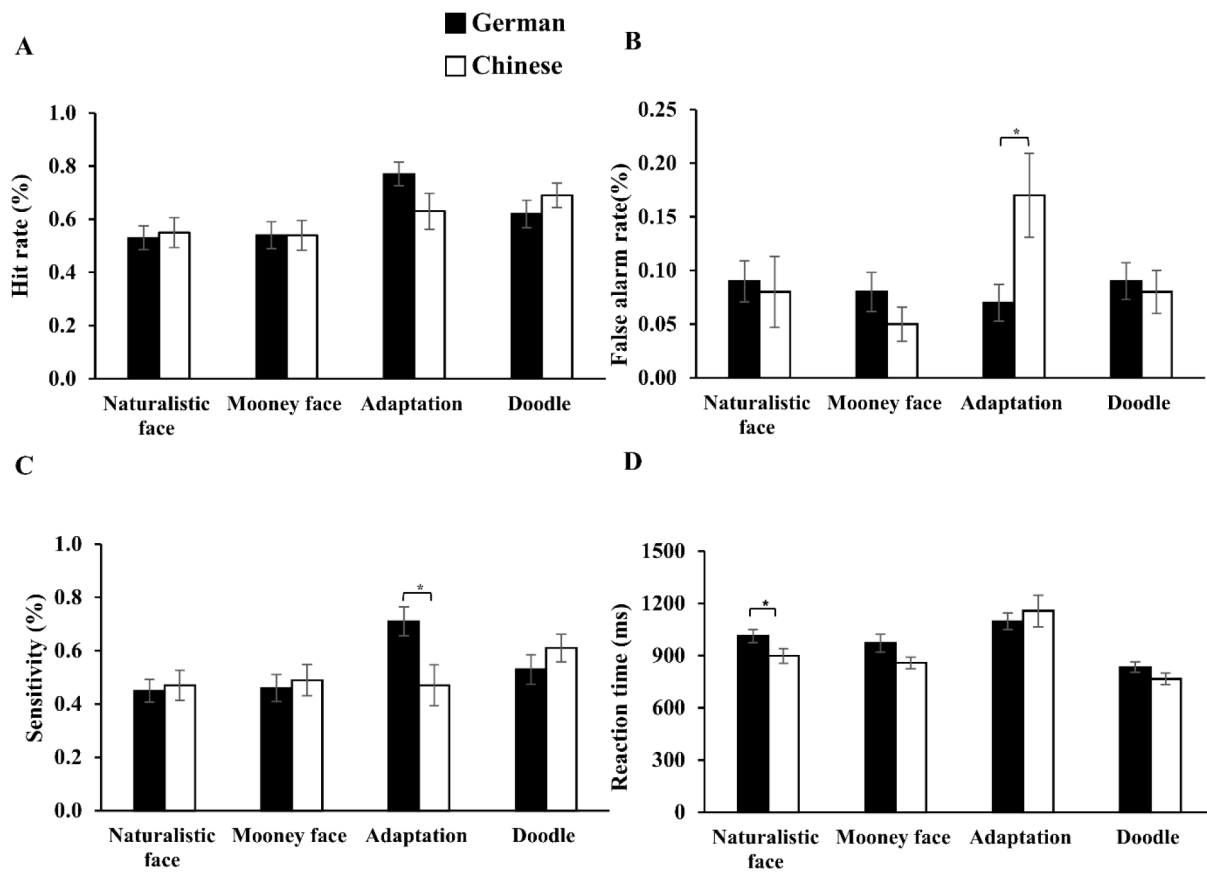 German
Chinese
A
Hit rate (%)
1.0
0.8
0.6
0.4
0.2
0.0
Naturalistic
face
Mooney face
Adaptation
Doodle
B
False alarm rate(%)
0.25
0.20
0.15
0.10
0.05
0.00
*
Naturalistic
face
Mooney face
Adaptation
Doodle
C
Sensitivity (%)
1.0
0.8
0.6
0.4
0.2
0.0
*
Naturalistic
face
Mooney face
Adaptation
Doodle
D
Reaction time (ms)
1500
1200
900
600
300
0
*
Naturalistic
face
Mooney face
Adaptation
Doodle